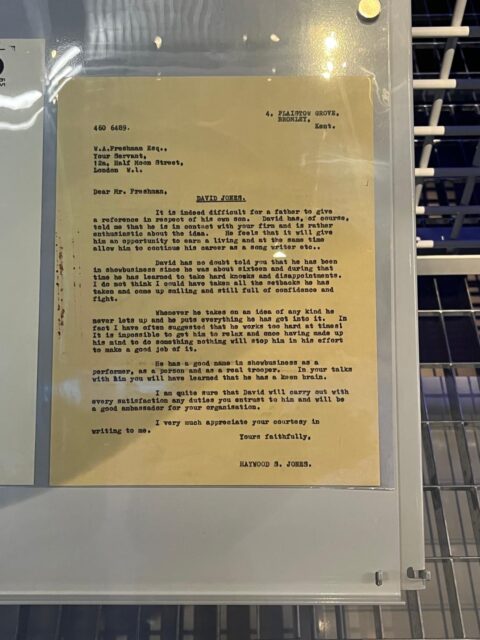 4, PLAISTOW GROVE,
BROMLEY,
Kent.
460 6489.
W.A.Freshman Esq.,
Your Servant,
12a, Half Moon Street,
London W.1.
Dear Mr. Freshman,
DAVID JONES.
It is indeed difficult for a father to give
a reference in respect of his own son. David has, of course,
told me that he is in contact with your firm and is rather
enthusiastic about the idea. He feels that it will give
him an opportunity to earn a living and at the same time
allow him to continue his career as a song writer etc..
David has no doubt told you that he has been
in showbusiness since he was about sixteen and during that
time he has learned to take hard knocks and disappointments.
I do not think I could have taken all the setbacks he has
taken and come up smiling and still full of confidence and
fight.
Whenever he takes on an idea of any kind he
never lets up and he puts everything he has got into it. In
fact I have often suggested that he works too hard at times!
It is impossible to get him to relax and once having made up
his mind to do something nothing will stop him in his effort
to make a good job of it.
He has a good name in showbusiness as a
performer, as a person and as a real trooper. In your talks
with him you will have learned that he has a keen brain.
I am quite sure that David will carry out with
every satisfaction any duties you entrust to him and will be
a good ambassador for your organisation.
I very much appreciate your courtesy in
writing to me.
Yours faithfully,
HAYWOOD S. JONES.